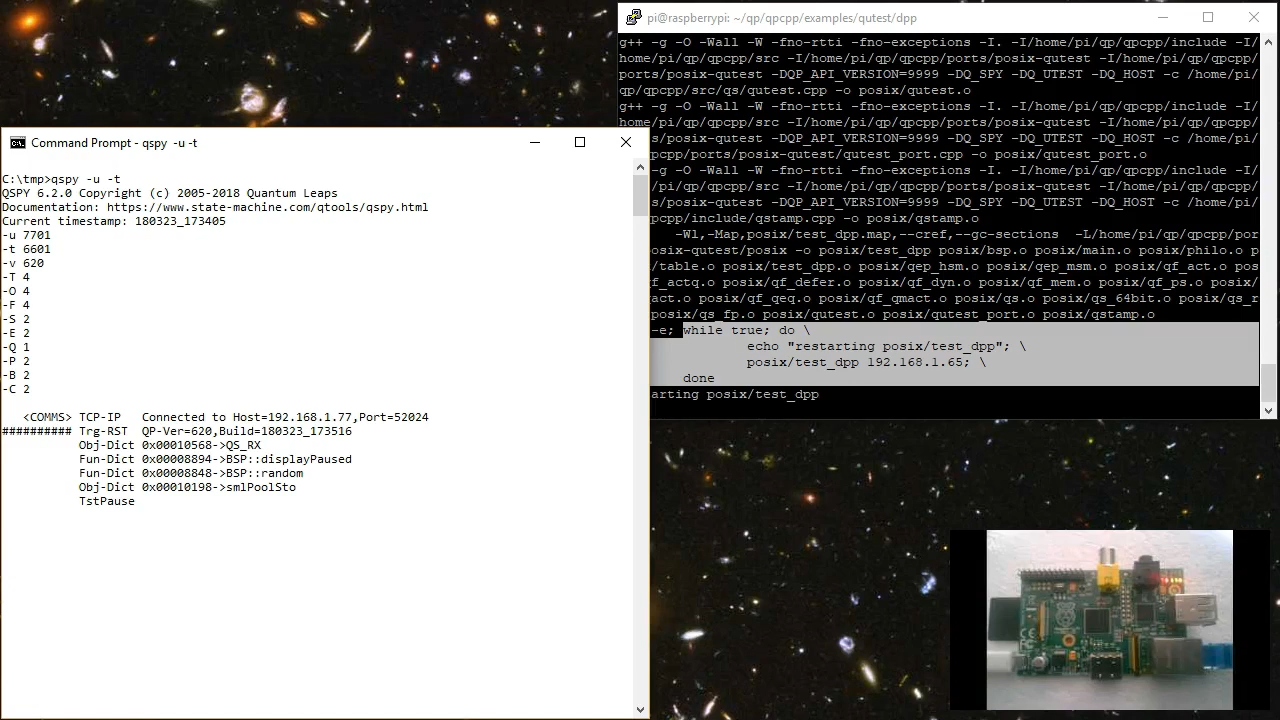 pi@raspberrypi: ~/qp/qpcpp/examples/qutest/dpp
g++ -g -O -Wall -W -fno-rtti -fno-exceptions -I. -I/home/pi/qp/qpcpp/include -I/
home/pi/qp/qpcpp/src -I/home/pi/qp/qpcpp/ports/posix-qutest -I/home/pi/qp/qpcpp/
ports/posix-qutest -DQP_API_VERSION=9999 -DQ_SPY -DQ_UTEST -DQ_HOST -c /home/pi/
qp/qpcpp/src/qs/qutest.cpp -o posix/qutest.o
g++ -g -O -Wall -W -fno-rtti -fno-exceptions -I. -I/home/pi/qp/qpcpp/include -I/
home/pi/qp/qpcpp/src -I/home/pi/qp/qpcpp/ports/posix-qutest -I/home/pi/qp/qpcpp/
s/posix-qutest -DQP_API_VERSION=9999 -DQ_SPY -DQ_UTEST -DQ_HOST -c /home/pi/
pcpp/ports/posix-qutest/qutest_port.cpp -o posix/qutest_port.o
-g -O -Wall -W -fno-rtti -fno-exceptions -I. -I/home/pi/qp/qpcpp/include -I/
/pi/qp/qpcpp/src -I/home/pi/qp/qpcpp/ports/posix-qutest -I/home/pi/qp/qpcpp/
s/posix-qutest -DQP_API_VERSION=9999 -DQ_SPY -DQ_UTEST -DQ_HOST -c /home/pi/
pcpp/include/qstamp.cpp -o posix/qstamp.o
-Wl,-Map,posix/test_dpp.map,--cref,--gc-sections -L/home/pi/qp/qpcpp/por
osix-qutest/posix -o posix/test_dpp posix/bsp.o posix/main.o posix/philo.o p
/table.o posix/test_dpp.o posix/qep_hsm.o posix/qep_msm.o posix/qf_act.o pos
f_actq.o posix/qf_defer.o posix/qf_dyn.o posix/qf_mem.o posix/qf_ps.o posix/
act.o posix/qf_qeq.o posix/qf_qmact.o posix/qs.o posix/qs_64bit.o posix/qs_r
posix/qs_fp.o posix/qutest.o posix/qutest_port.o posix/qstamp.o
-e; while true; do \
echo "restarting posix/test_dpp"; \
posix/test_dpp 192.168.1.65; \
done
arting posix/test_dpp
Command Prompt - qspy -u -t
C:\tmp>qspy -u -t
QSPY 6.2.0 Copyright (c) 2005-2018 Quantum Leaps
Documentation: https://www.state-machine.com/qtools/qspy.html
Current timestamp: 180323_173405
-u 7701
-t 6601
-v 620
-T 4
-O 4
-F 4
-S 2
-E 2
-Q 1
-P 2
-B 2
-C 2
<COMMS> TCP-IP Connected to Host=192.168.1.77,Port=52024
########## Trg-RST QP-Ver=620,Build=180323_173516
Obj-Dict 0x00010568->QS_RX
Fun-Dict 0x00008894->BSP::displayPaused
Fun-Dict 0x00008848->BSP::random
Obj-Dict 0x00010198->smlPoolSto
TstPause